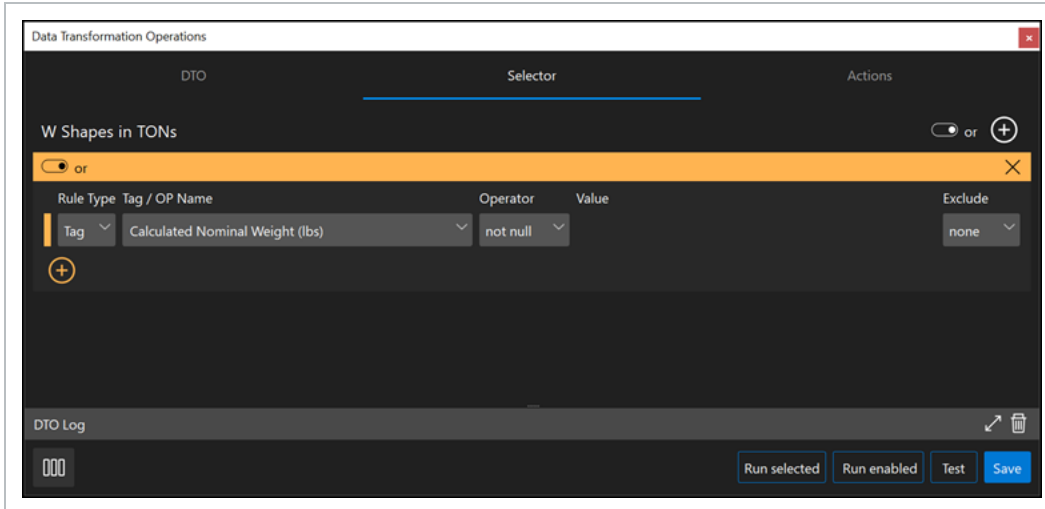 Data Transformation Operations
DTO Selector Actions
W Shapes in TONs or
or
Rule Type Tag / OP Name Operator Value Exclude
Tag Calculated Nominal Weight (lbs) not null none
DTO Log
Run selected Run enabled Test Save